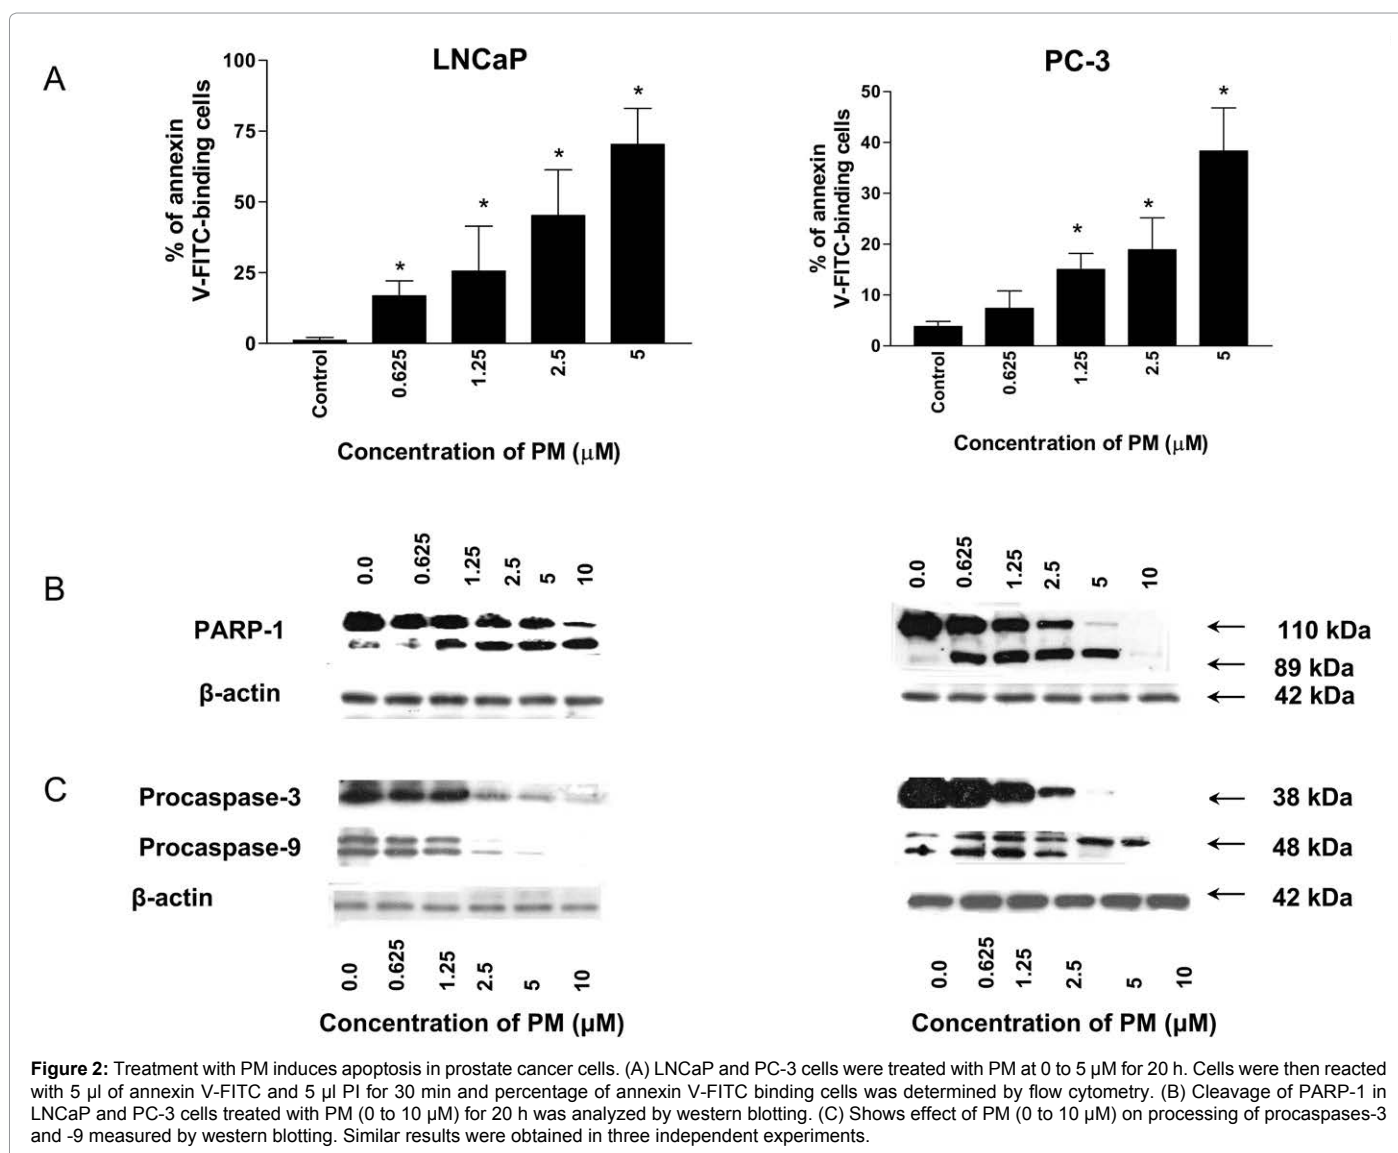 A
LNCaP
% of annexin
V-FITC-binding cells
100
75
50
25
0
* * * *
Control 0.625 1.25 2.5 5
Concentration of PM (μM)
PC-3
% of annexin
V-FITC-binding cells
50
40
30
20
10
0
* * *
Control 0.625 1.25 2.5 5
Concentration of PM (μM)
B
0.0 0.625 1.25 2.5 5 10
0.0 0.625 1.25 2.5 5 10
PARP-1
110 kDa
89 kDa
β-actin
42 kDa
C
Procaspase-3
38 kDa
Procaspase-9
48 kDa
β-actin
42 kDa
0.0 0.625 1.25 2.5 5 10
0.0 0.625 1.25 2.5 5 10
Concentration of PM (µM)
Concentration of PM (µM)
Figure 2: Treatment with PM induces apoptosis in prostate cancer cells. (A) LNCaP and PC-3 cells were treated with PM at 0 to 5 µM for 20 h. Cells were then reacted
with 5 µl of annexin V-FITC and 5 µl PI for 30 min and percentage of annexin V-FITC binding cells was determined by flow cytometry. (B) Cleavage of PARP-1 in
LNCaP and PC-3 cells treated with PM (0 to 10 µM) for 20 h was analyzed by western blotting. (C) Shows effect of PM (0 to 10 µM) on processing of procaspases-3
and -9 measured by western blotting. Similar results were obtained in three independent experiments.